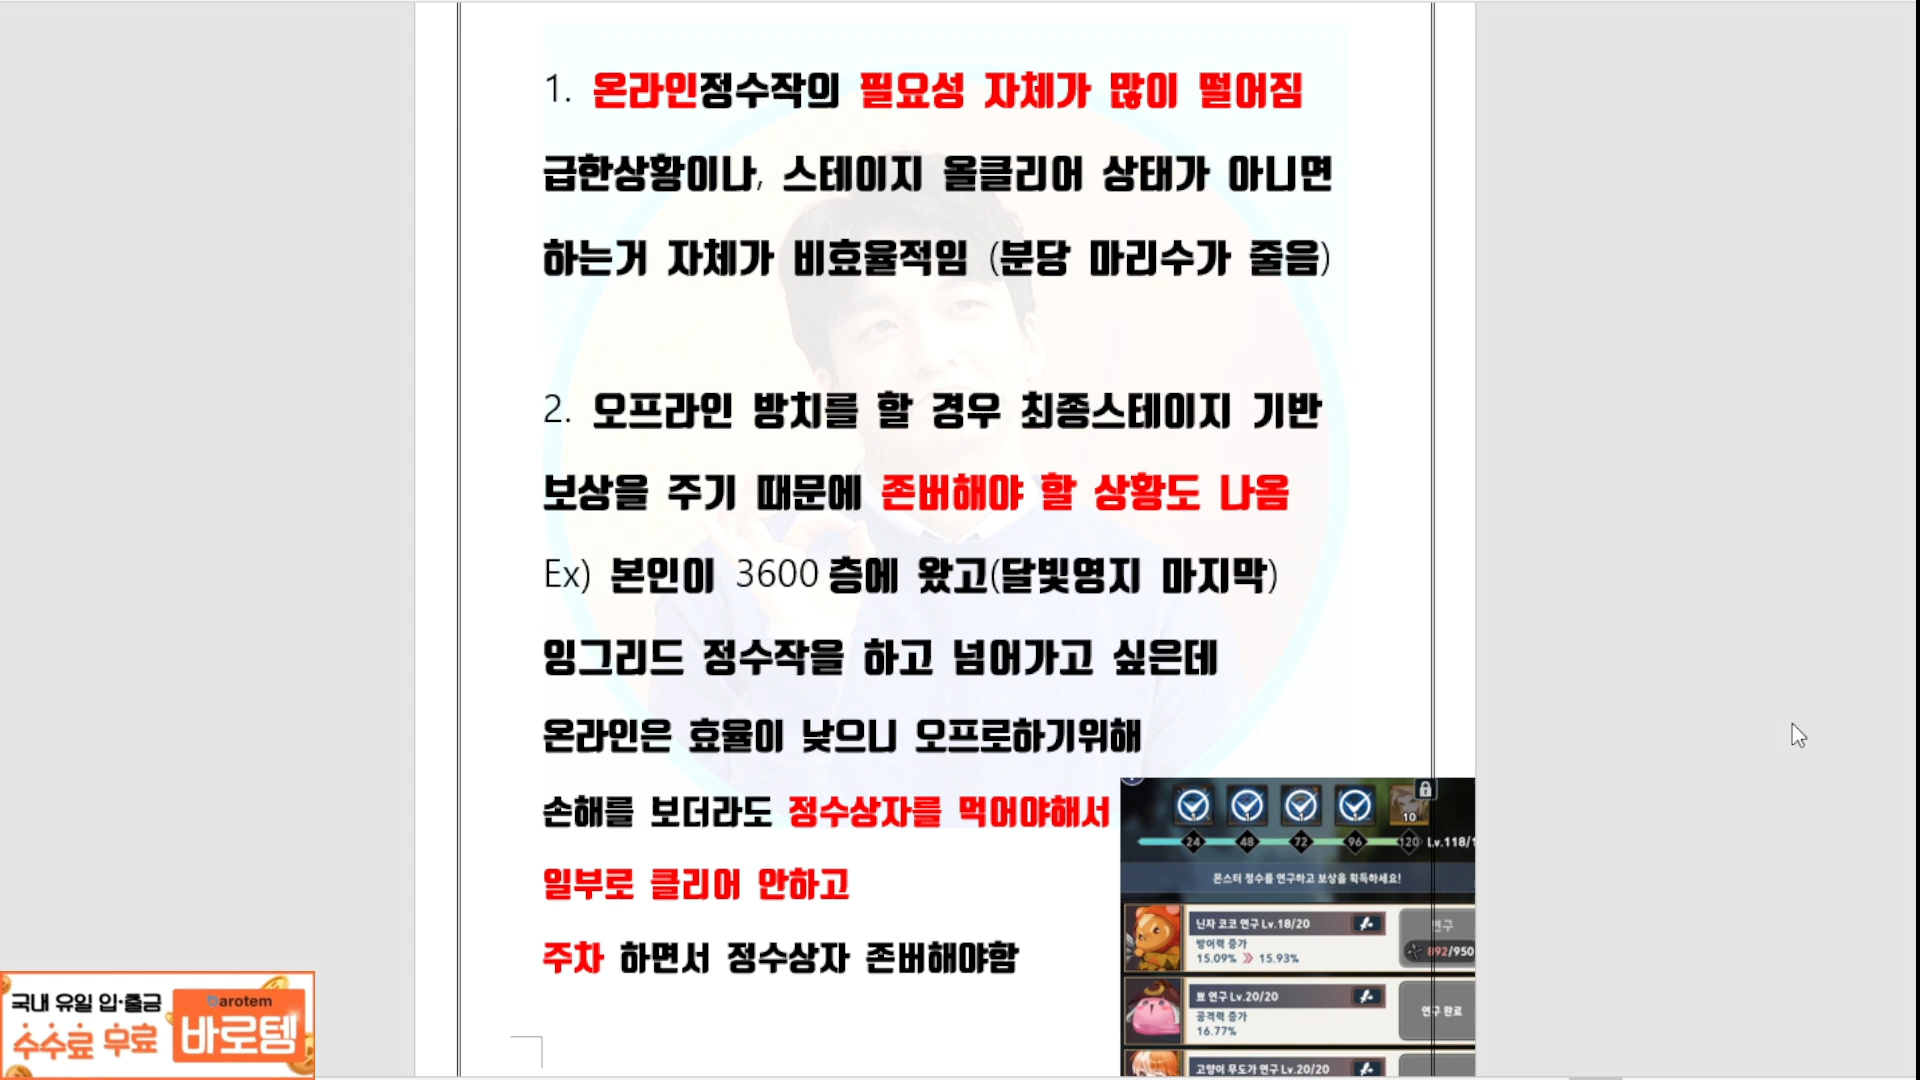 1. 온라인정수작의 필요성 자체가 많이 떨어짐
급한상황이나, 스테이지 올클리어 상태가 아니면
하는거 자체가 비효율적임 (분당 마리수가 줄음)
2. 오프라인 방치를 할 경우 최종스테이지 기반
보상을 주기 때문에 존버해야 할 상황도 나옴
Ex) 본인이 3600층에 왔고(달빛영지 마지막)
잉그리드 정수작을 하고 넘어가고 싶은데
온라인은 효율이 낮으니 오프로하기위해
손해를 보더라도 정수상자를 먹어야해서
일부로 클리어 안하고
주차 하면서 정수상자 존버해야함
10
24 48 72 96 120 Lv.118/1
몬스터 정수를 연구하고 보상을 획득하세요!
닌자 코코 연구 Lv.18/20
연구
방어력 증가
15.09% 15.93%
892/950
뾰 연구 Lv.20/20
공격력 증가
16.77%
연구 완료
고양이 무도가 연구 Lv.20/20
국내 유일 입·출금
수수료 무료
barotem
바로템